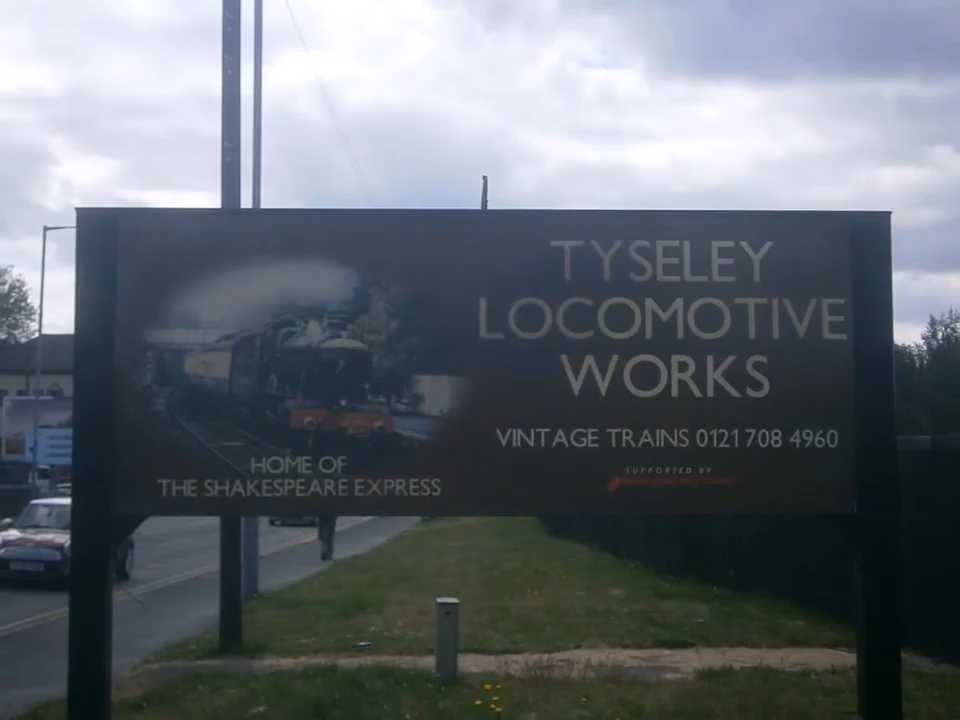 TYSELEY
LOCOMOTIVE
WORKS
VINTAGE TRAINS 0121 708 4960
SUPPORTED BY
HOME OF
THE SHAKESPEARE EXPRESS